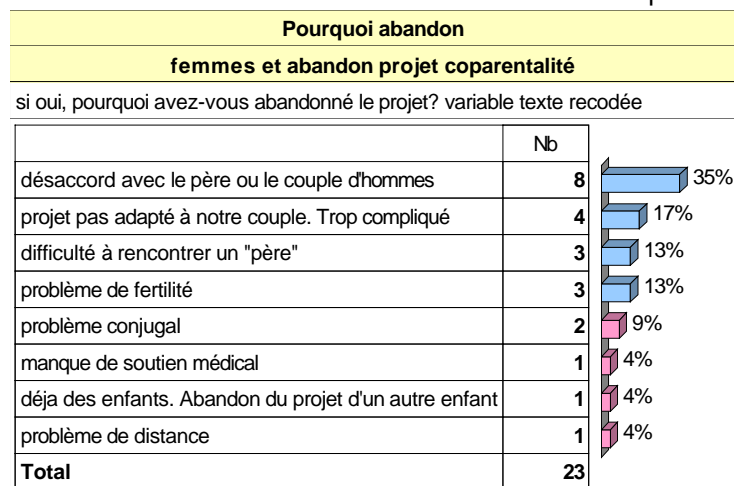 Pourquoi abandon
femmes et abandon projet coparentalité
si oui, pourquoi avez-vous abandonné le projet? variable texte recodée
Nb
désaccord avec le père ou le couple d'hommes 8 35%
projet pas adapté à notre couple. Trop compliqué 4 17%
difficulté à rencontrer un "père" 3 13%
problème de fertilité 3 13%
problème conjugal 2 9%
manque de soutien médical 1 4%
déja des enfants. Abandon du projet d'un autre enfant 1 4%
problème de distance 1 4%
Total 23